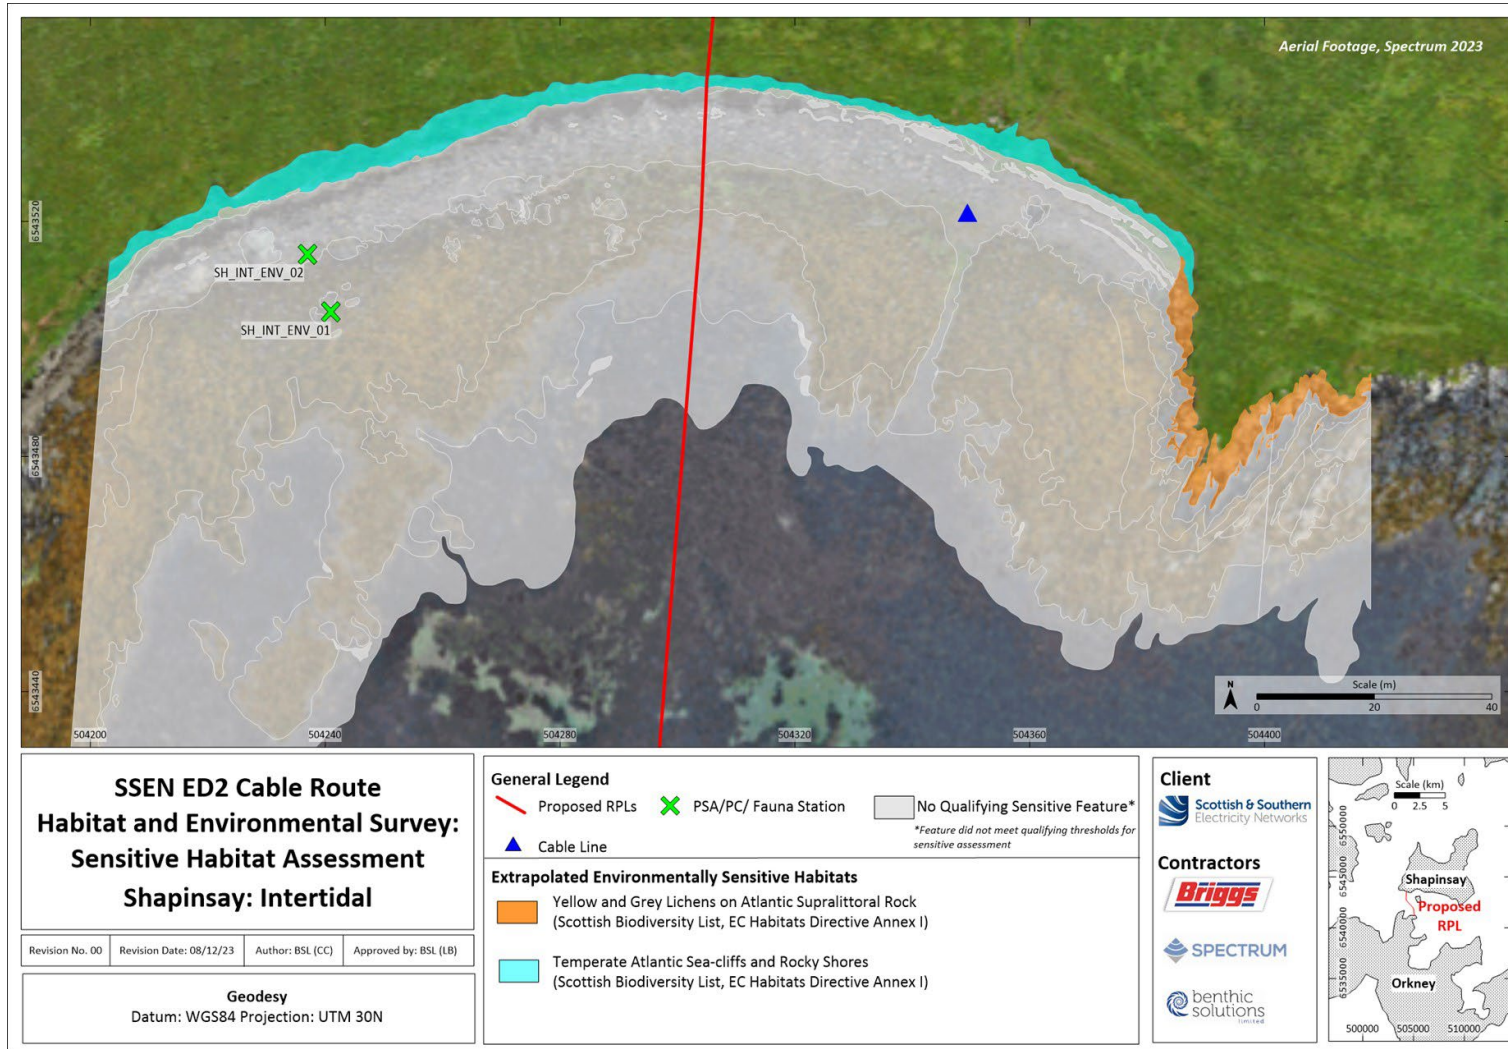 Aerial Footage, Spectrum 2023
6543520
SH_INT_ENV_02
SH_INT_ENV_01
6543480
6543440
N
Scale (m)
0 20 40
504200 504240 504280 504320 504360 504400
SSEN ED2 Cable Route
Habitat and Environmental Survey:
Sensitive Habitat Assessment
Shapinsay: Intertidal
Revision No. 00 Revision Date: 08/12/23 Author: BSL (CC) Approved by: BSL (LB)
Geodesy
Datum: WGS84 Projection: UTM 30N
General Legend
Proposed RPLs PSA/PC/ Fauna Station No Qualifying Sensitive Feature*
*Feature did not meet qualifying thresholds for
sensitive assessment
Cable Line
Extrapolated Environmentally Sensitive Habitats
Yellow and Grey Lichens on Atlantic Supralittoral Rock
(Scottish Biodiversity List, EC Habitats Directive Annex I)
Temperate Atlantic Sea-cliffs and Rocky Shores
(Scottish Biodiversity List, EC Habitats Directive Annex I)
Client
Scottish & Southern
Electricity Networks
Contractors
Briggs
SPECTRUM
benthic
solutions
limited
Scale (km)
0 2.5 5
6550000
6545000
6540000
6535000
Shapinsay
Proposed
RPL
Orkney
500000 505000 510000